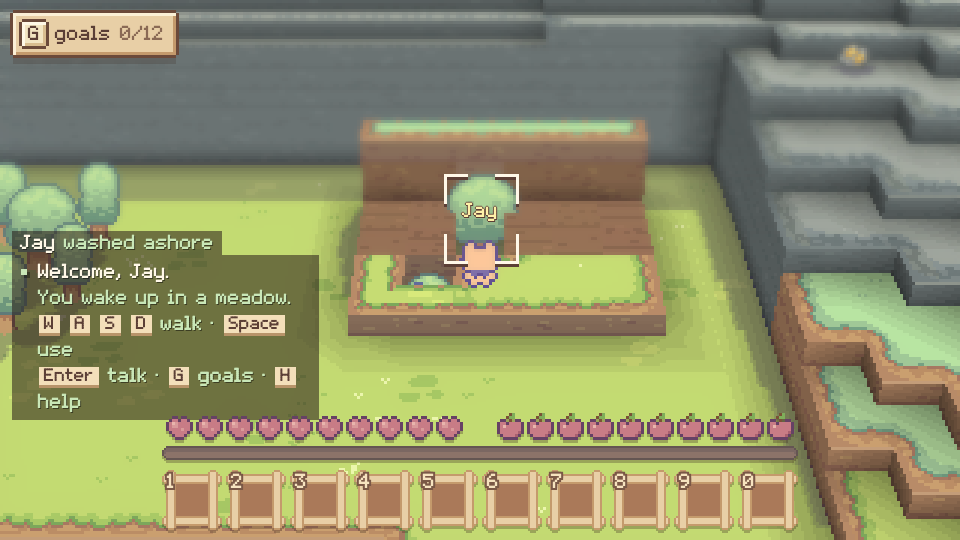 G goals 0/12
Jay
Jay washed ashore
Welcome, Jay.
You wake up in a meadow.
W A S D walk · Space
use
Enter talk · G goals · H
help
1 2 3 4 5 6 7 8 9 0